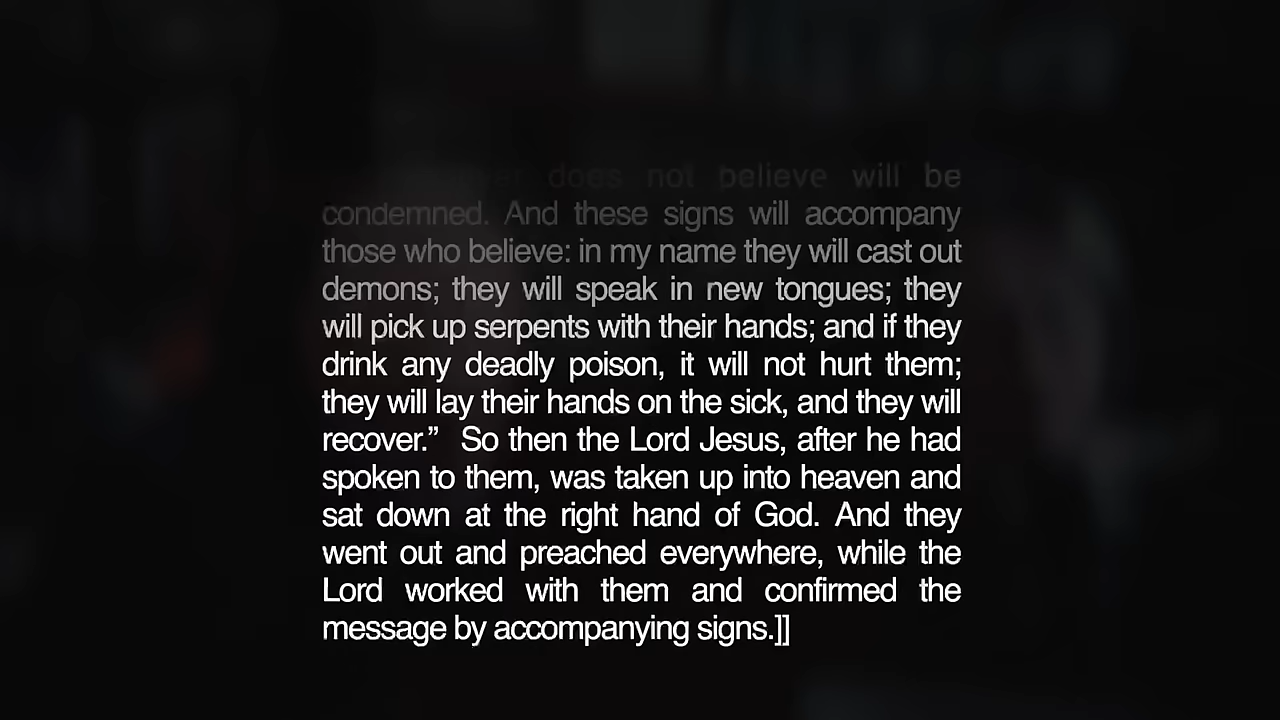 does not believe will be
condemned. And these signs will accompany
those who believe: in my name they will cast out
demons; they will speak in new tongues; they
will pick up serpents with their hands; and if they
drink any deadly poison, it will not hurt them;
they will lay their hands on the sick, and they will
recover.”  So then the Lord Jesus, after he had
spoken to them, was taken up into heaven and
sat down at the right hand of God. And they
went out and preached everywhere, while the
Lord worked with them and confirmed the
message by accompanying signs.]]